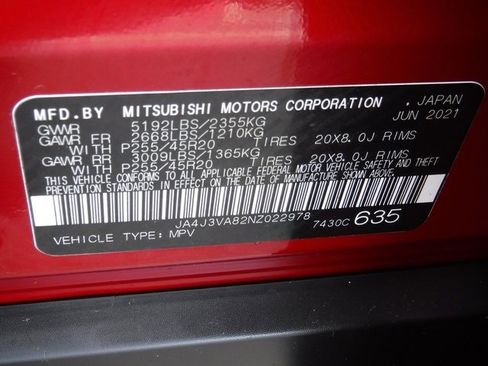 MFD.BY MITSUBISHI MOTORS CORPORATION, JAPAN
GVWR 5192LBS/2355KG JUN 2021
GAWR FR 2668LBS/1210KG
WITH P255/45R20 TIRES 20X8.0J RIMS
GAWR RR 3009LBS/1365KG
WITH P255/45R20 TIRES 20X8.0J RIMS
THIS VEHICLE CONFORMS TO ALL APPLICABLE FEDERAL MOTOR VEHICLE SAFETY AND
THEFT PREVENTION STANDARDS IN EFFECT ON THE DATE OF MANUFACTURE SHOWN ABOVE.
JA4J3VA82NZ022978 7430C 635
VEHICLE TYPE: MPV